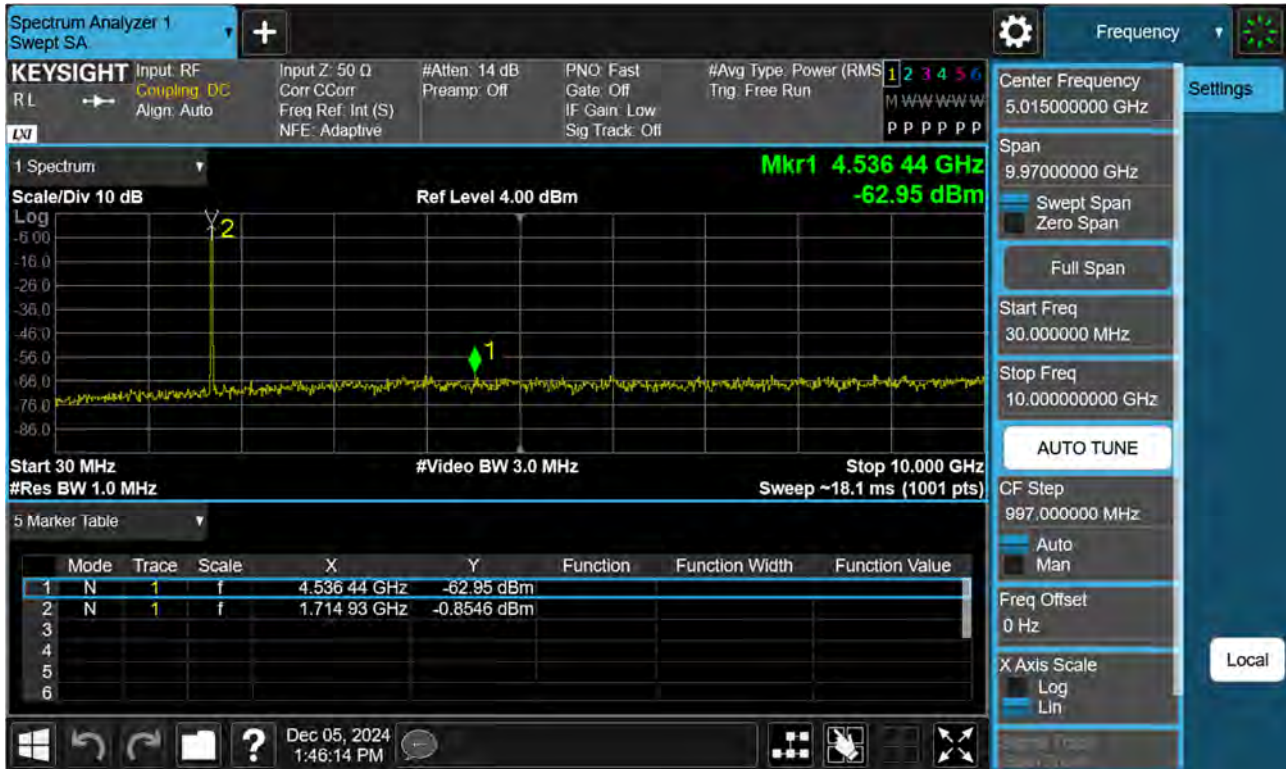 Spectrum Analyzer 1
Swept SA
+
Frequency
KEYSIGHT
RL
LXI
Input: RF
Coupling: DC
Align: Auto
Input Z: 50 Ω
Corr CCorr
Freq Ref: Int (S)
NFE: Adaptive
#Atten: 14 dB
Preamp: Off
PNO: Fast
Gate: Off
IF Gain: Low
Sig Track: Off
#Avg Type: Power (RMS
Trig: Free Run
1 2 3 4 5 6
M W W W W W
P P P P P P
1 Spectrum
Scale/Div 10 dB
Ref Level 4.00 dBm
Mkr1 4.536 44 GHz
-62.95 dBm
Log
-6.00
-16.0
-26.0
-36.0
-46.0
-56.0
-66.0
-76.0
-86.0
2
1
Start 30 MHz
#Video BW 3.0 MHz
Stop 10.000 GHz
#Res BW 1.0 MHz
Sweep ~18.1 ms (1001 pts)
5 Marker Table
Mode Trace Scale X Y Function Function Width Function Value
1 N 1 f 4.536 44 GHz -62.95 dBm
2 N 1 f 1.714 93 GHz -0.8546 dBm
3
4
5
6
Dec 05, 2024
1:46:14 PM
?
Center Frequency
5.015000000 GHz
Settings
Span
9.97000000 GHz
Swept Span
Zero Span
Full Span
Start Freq
30.000000 MHz
Stop Freq
10.000000000 GHz
AUTO TUNE
CF Step
997.000000 MHz
Auto
Man
Freq Offset
0 Hz
X Axis Scale
Log
Lin
Local